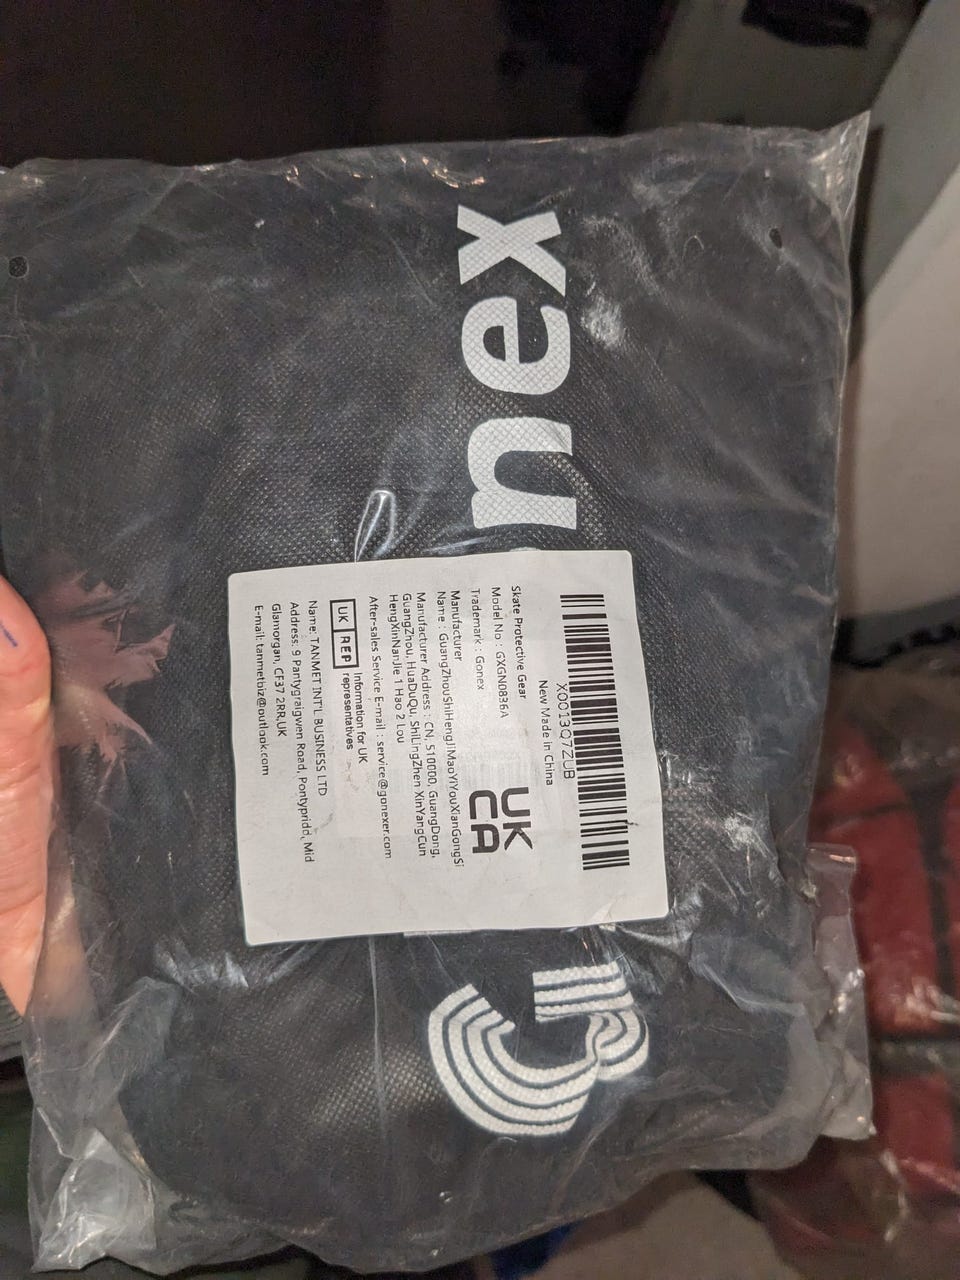 G nex
X0013Q7ZUB
New Made in China
Skate Protective Gear
Model No : GXGN0836A
Trademark : Gonex
Manufacturer
Name : GuangZhouShiHengJiMaoYiYouXianGongSi
Manufacturer Address : CN, 510000, GuangDong,
GuangZhou, HuaDuQu, ShiLingZhen XinYangCun
HengXinNanJie 1 Hao 2 Lou
UK
CA
After-sales Service E-mail : service@gonexer.com
UK REP
Information for UK
representatives
Name: TANMET INT'L BUSINESS LTD
Address: 9 Pantygraigwen Road, Pontypridd, Mid
Glamorgan, CF37 2RR,UK
E-mail: tanmetbiz@outlook.com